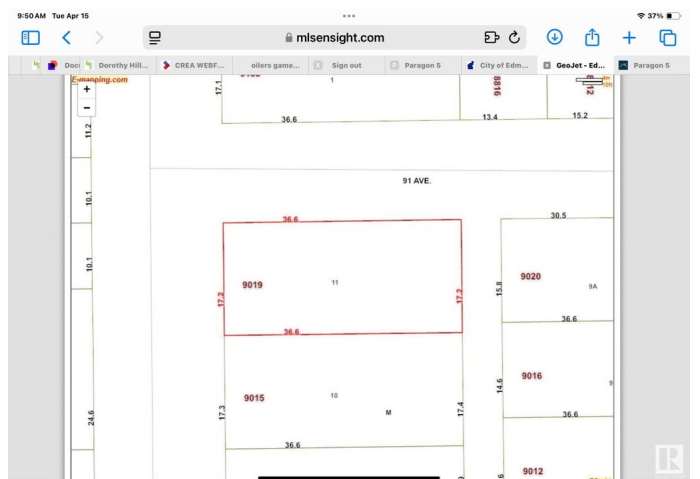 9:50 AM Tue Apr 15
37%
mlsensight.com
Doc
Dorothy Hill...
CREA WEBF...
oilers game...
Sign out
Paragon 5
City of Edm...
GeoJet - Ed...
Paragon 5
E-mapping.com
+
−
17.1
1
8816
36.6
13.4
15.2
11.2
91 AVE.
10.1
36.6
30.5
10.1
9019
11
17.2
17.2
15.8
9020
9A
36.6
36.6
9016
9
9015
10
M
24.6
17.3
17.4
14.6
36.6
36.6
9012
R